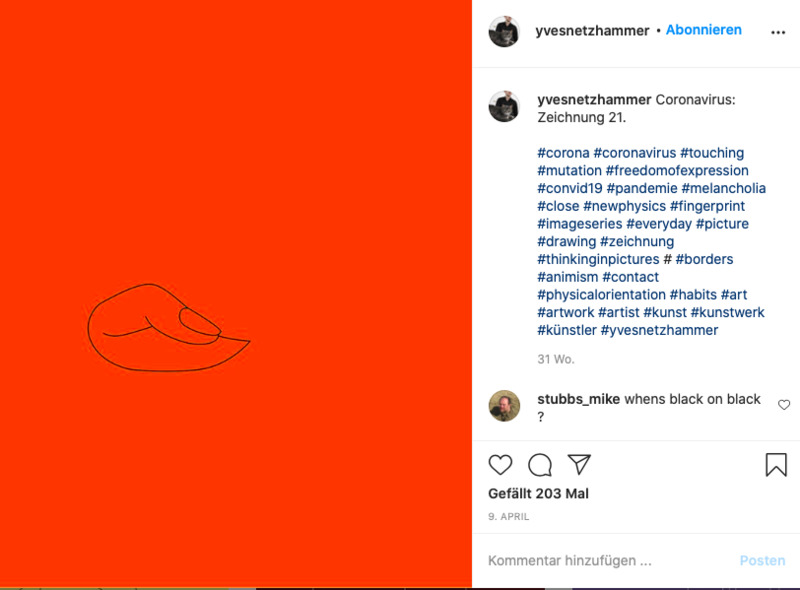 yvesnetzhammer • Abonnieren
yvesnetzhammer Coronavirus:
Zeichnung 21.
#corona #coronavirus #touching
#mutation #freedomofexpression
#convid19 #pandemie #melancholia
#close #newphysics #fingerprint
#imageseries #everyday #picture
#drawing #zeichnung
#thinkinginpictures # #borders
#animism #contact
#physicalorientation #habits #art
#artwork #artist #kunst #kunstwerk
#künstler #yvesnetzhammer
31 Wo.
stubbs_mike whens black on black
?
Gefällt 203 Mal
9. APRIL
Kommentar hinzufügen ... Posten